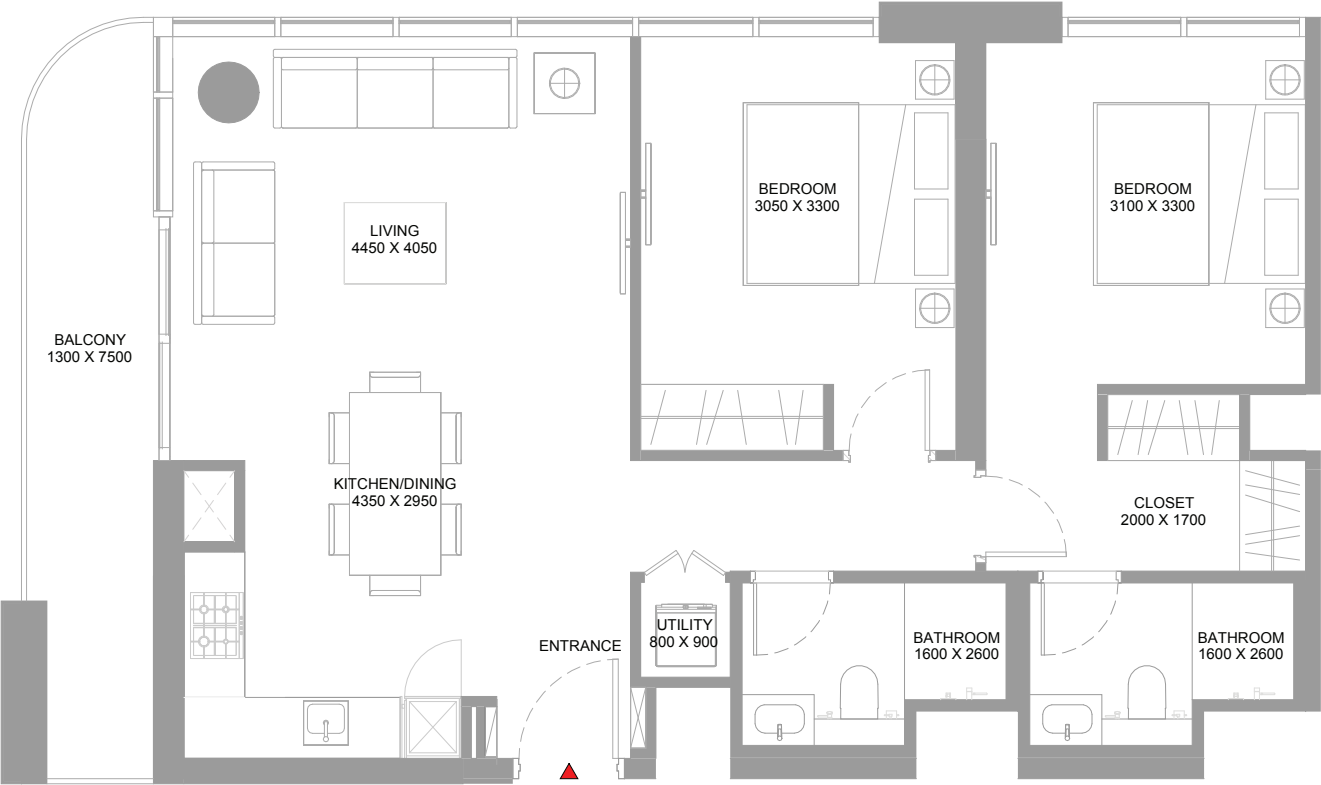 BEDROOM
3050 X 3300
BEDROOM
3100 X 3300
LIVING
4450 X 4050
BALCONY
1300 X 7500
KITCHEN/DINING
4350 X 2950
CLOSET
2000 X 1700
UTILITY
800 X 900
ENTRANCE
BATHROOM
1600 X 2600
BATHROOM
1600 X 2600